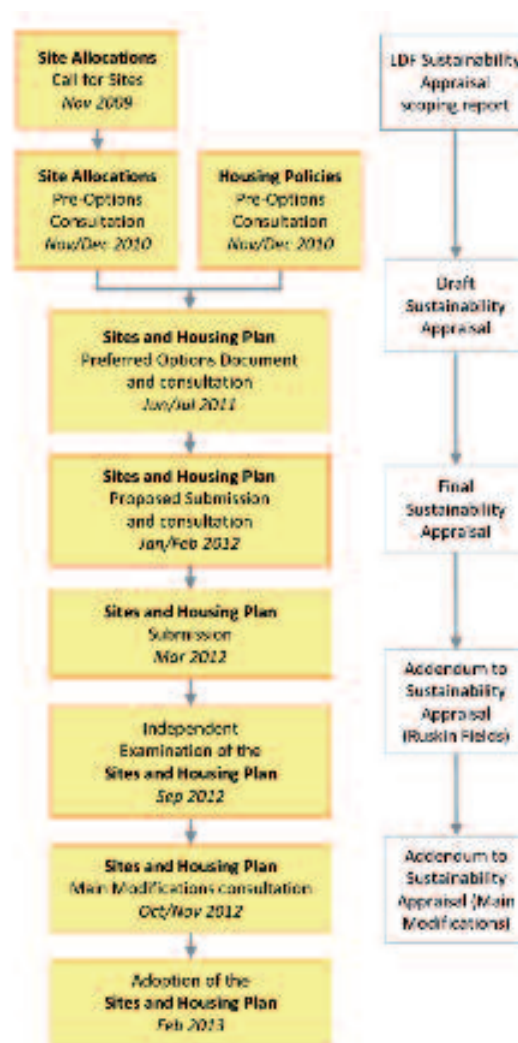 Site Allocations
Call for Sites
Nov 2009
Site Allocations
Pre-Options
Consultation
Nov/Dec 2010
Housing Policies
Pre-Options
Consultation
Nov/Dec 2010
Sites and Housing Plan
Preferred Options Document
and consultation
Jun/Jul 2011
Sites and Housing Plan
Proposed Submission
and consultation
Jan/Feb 2012
Sites and Housing Plan
Submission
Mar 2012
Independent
Examination of the
Sites and Housing Plan
Sep 2012
Sites and Housing Plan
Main Modifications consultation
Oct/Nov 2012
Adoption of the
Sites and Housing Plan
Feb 2013
LDF Sustainability
Appraisal
scoping report
Draft
Sustainability
Appraisal
Final
Sustainability
Appraisal
Addendum to
Sustainability
Appraisal
(Ruskin Fields)
Addendum to
Sustainability
Appraisal (Main
Modifications)